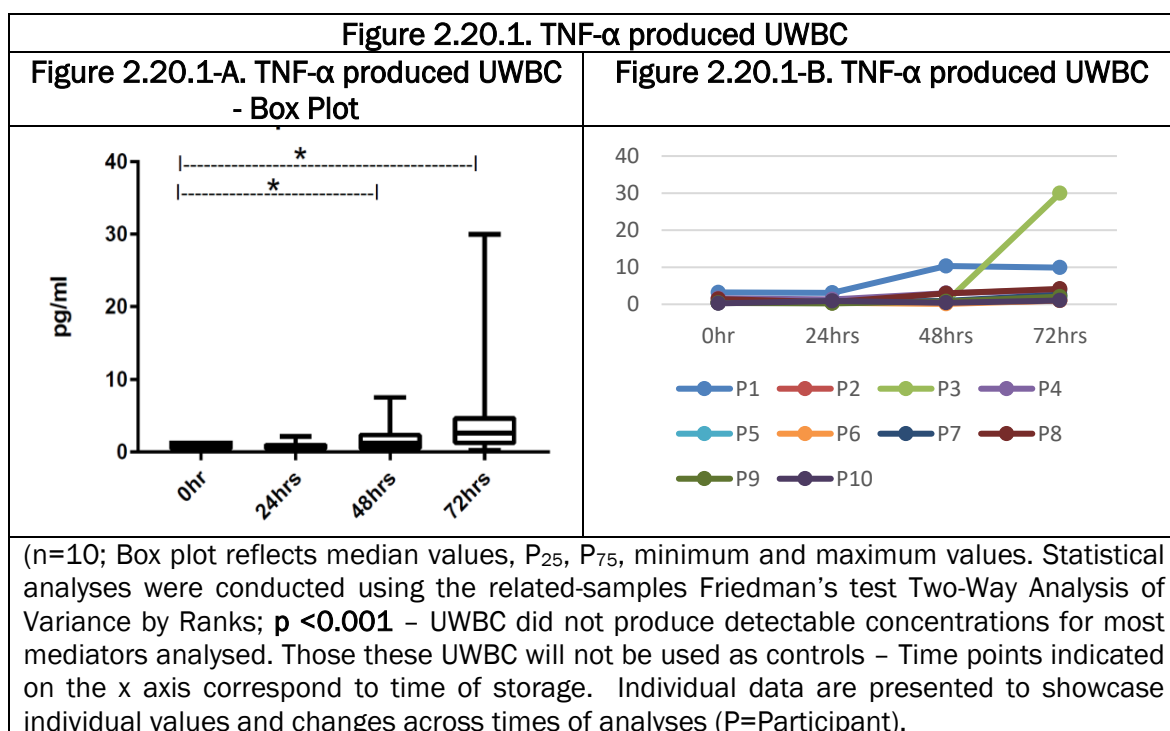 Figure 2.20.1. TNF-α produced UWBC
Figure 2.20.1-A. TNF-α produced UWBC
- Box Plot
Figure 2.20.1-B. TNF-α produced UWBC
40
30
20
10
0
pg/ml
*
*
0hr
24hrs
48hrs
72hrs
40
30
20
10
0
0hr 24hrs 48hrs 72hrs
P1 P2 P3 P4
P5 P6 P7 P8
P9 P10
(n=10; Box plot reflects median values, P25, P75, minimum and maximum values. Statistical
analyses were conducted using the related-samples Friedman's test Two-Way Analysis of
Variance by Ranks; p <0.001 – UWBC did not produce detectable concentrations for most
mediators analysed. Those these UWBC will not be used as controls – Time points indicated
on the x axis correspond to time of storage. Individual data are presented to showcase
individual values and changes across times of analyses (P=Participant).